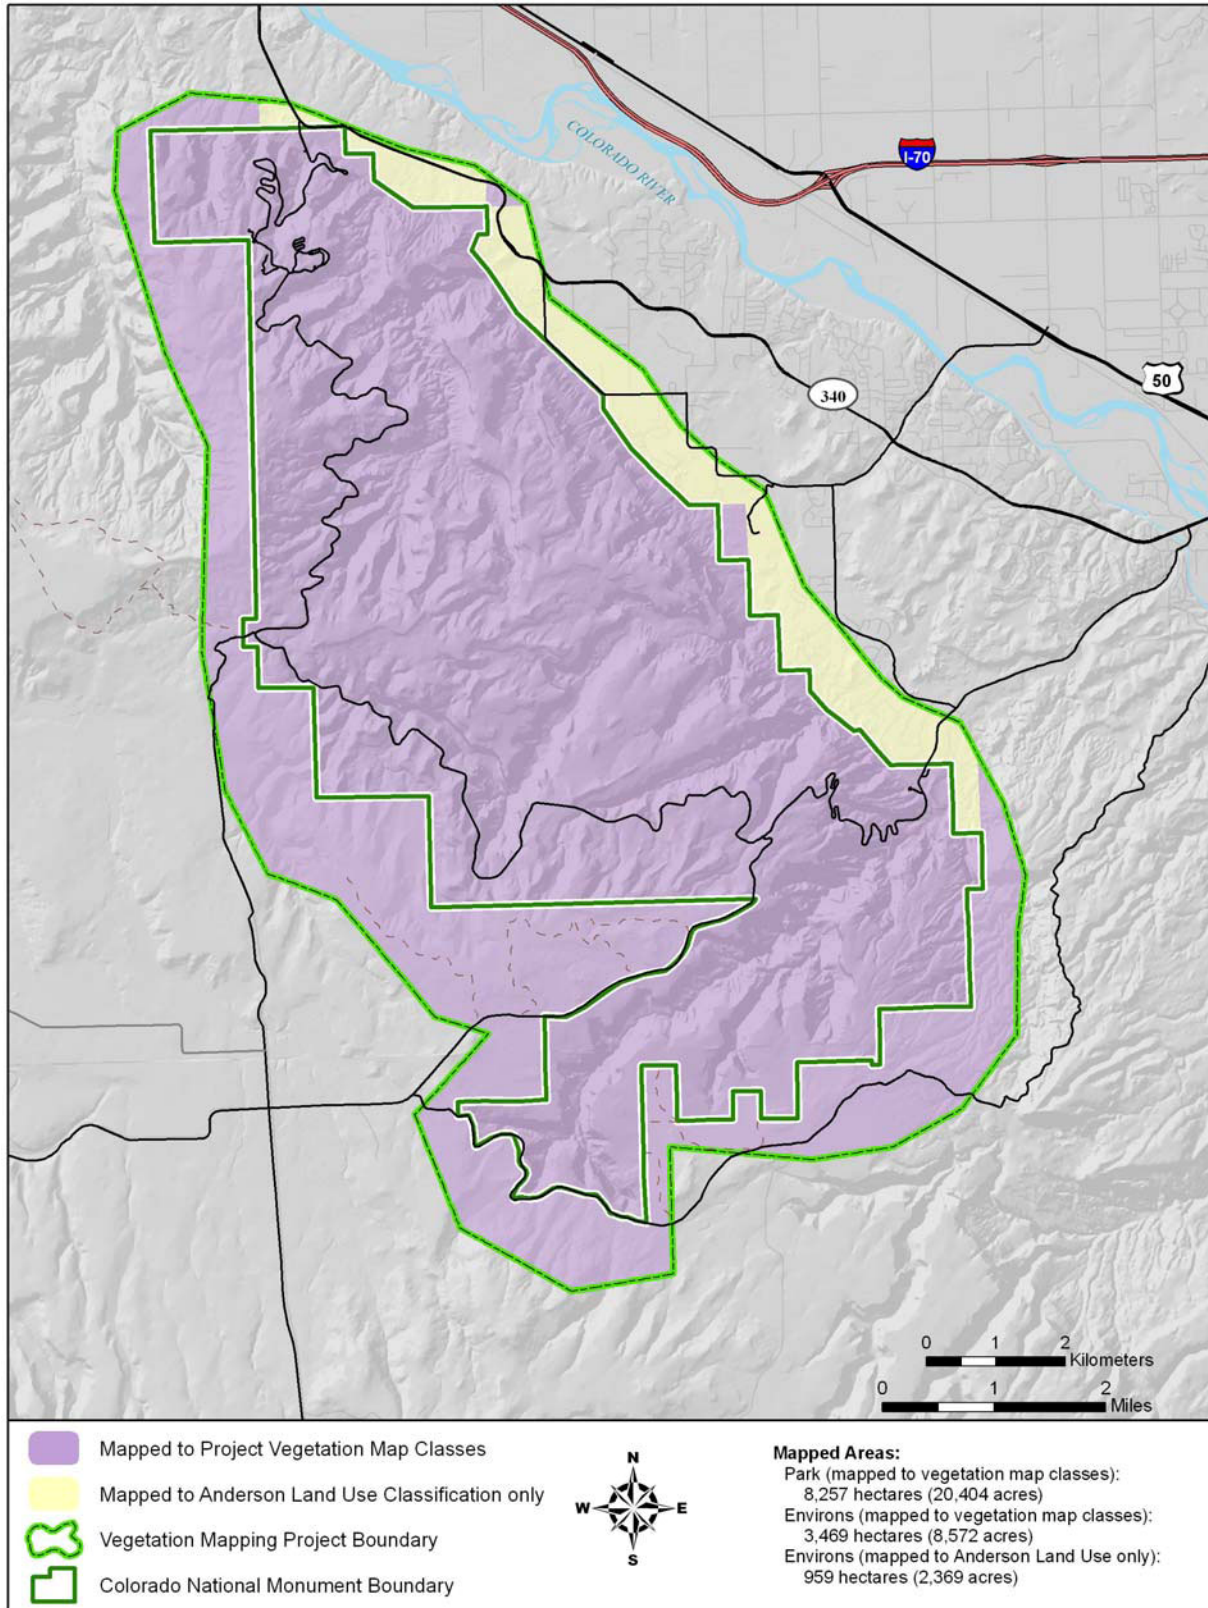 COLORADO RIVER
I-70
50
340
0 1 2
Kilometers
0 1 2
Miles
Mapped to Project Vegetation Map Classes
Mapped to Anderson Land Use Classification only
Vegetation Mapping Project Boundary
Colorado National Monument Boundary
N
W E
S
Mapped Areas:
Park (mapped to vegetation map classes):
8,257 hectares (20,404 acres)
Environs (mapped to vegetation map classes):
3,469 hectares (8,572 acres)
Environs (mapped to Anderson Land Use only):
959 hectares (2,369 acres)